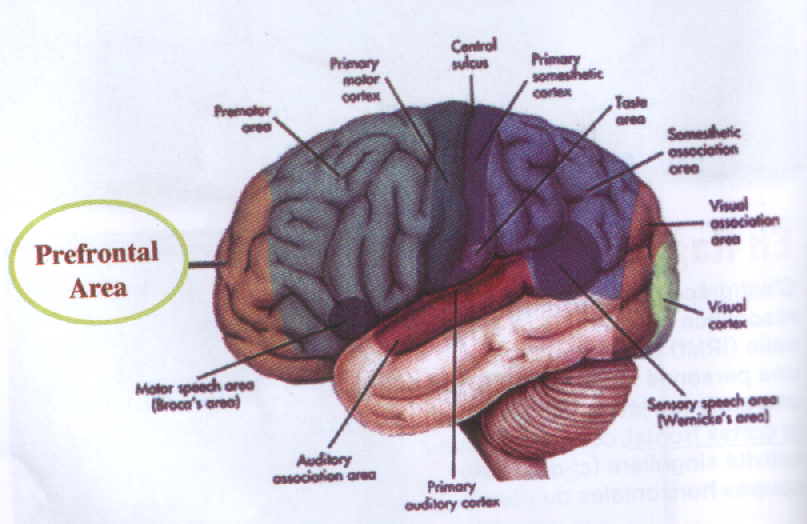 Central
sulcus
Primary
motor
cortex
Primary
somesthetic
cortex
Taste
area
Premotor
area
Somesthetic
association
area
Prefrontal
Area
Visual
association
area
Visual
cortex
Motor speech area
(Broca's area)
Sensory speech area
(Wernicke's area)
Auditory
association area
Primary
auditory cortex